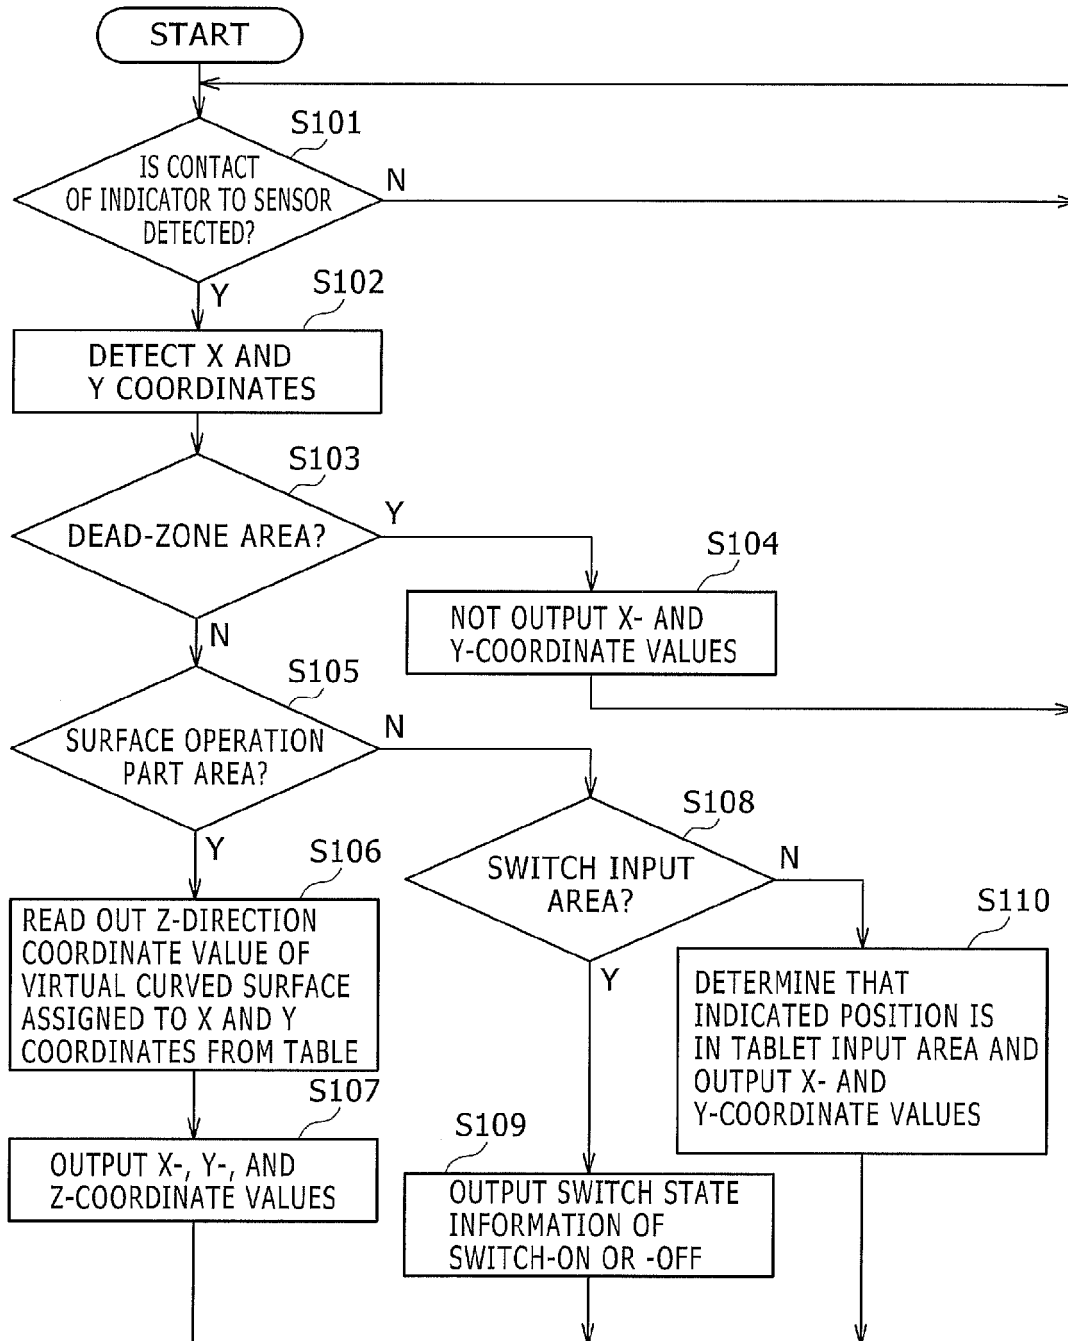 START
S101
IS CONTACT
OF INDICATOR TO SENSOR
DETECTED?
N
Y
S102
DETECT X AND
Y COORDINATES
S103
DEAD-ZONE AREA?
Y
N
S104
NOT OUTPUT X- AND
Y-COORDINATE VALUES
S105
SURFACE OPERATION
PART AREA?
N
Y
S106
READ OUT Z-DIRECTION
COORDINATE VALUE OF
VIRTUAL CURVED SURFACE
ASSIGNED TO X AND Y
COORDINATES FROM TABLE
S107
OUTPUT X-, Y-, AND
Z-COORDINATE VALUES
S108
SWITCH INPUT
AREA?
N
Y
S109
OUTPUT SWITCH STATE
INFORMATION OF
SWITCH-ON OR -OFF
S110
DETERMINE THAT
INDICATED POSITION IS
IN TABLET INPUT AREA AND
OUTPUT X- AND
Y-COORDINATE VALUES